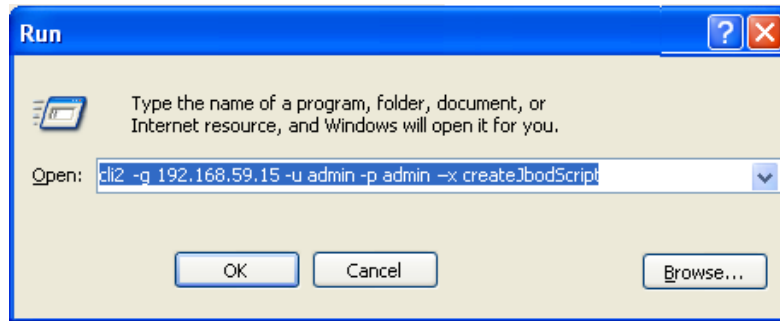 Run
Type the name of a program, folder, document, or
Internet resource, and Windows will open it for you.
Open: cli2 -g 192.168.59.15 -u admin -p admin –x createJbodScript
OK Cancel Browse...